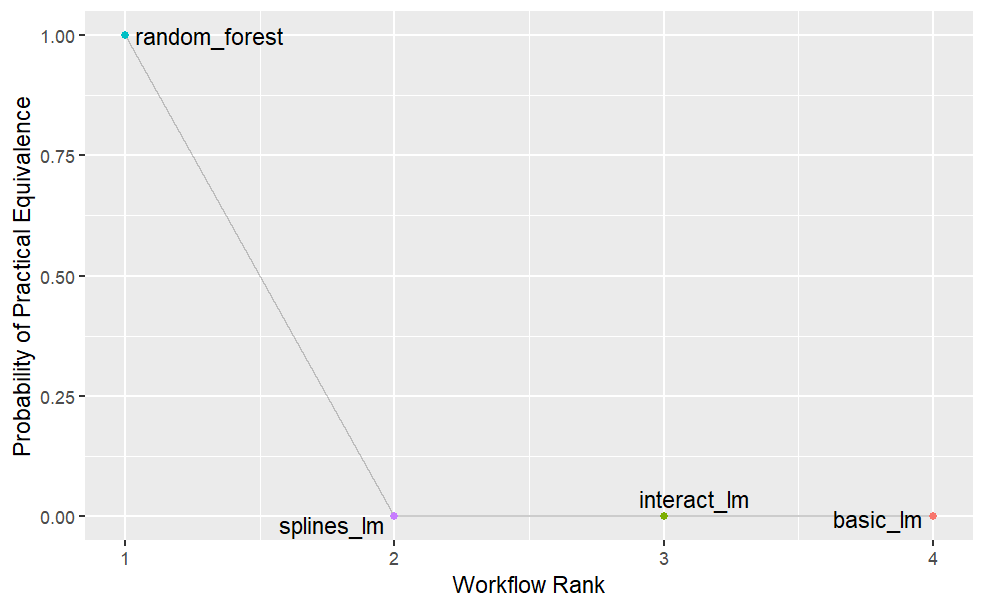 1.00
random_forest
0.75
0.50
0.25
0.00
splines_lm
interact_lm
basic_lm
1
2
3
4
Workflow Rank
Probability of Practical Equivalence